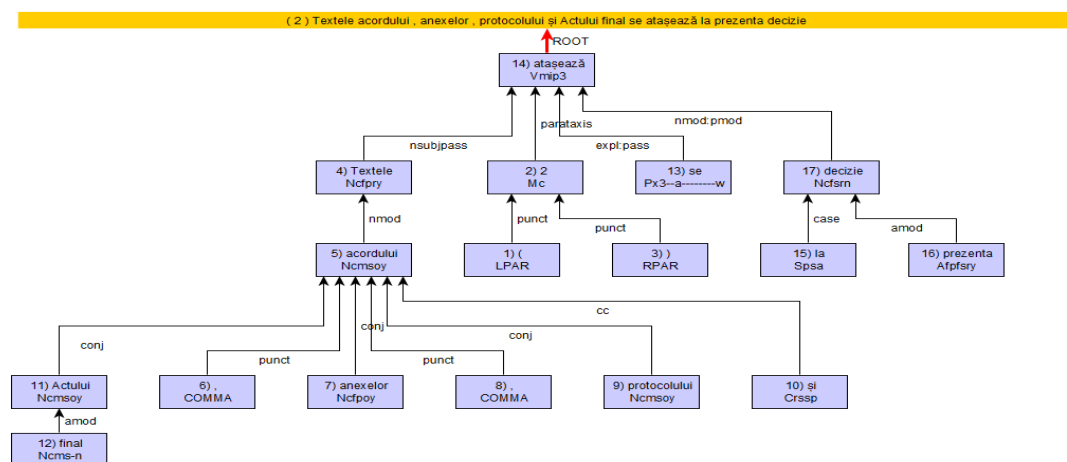 ( 2 ) Textele acordului , anexelor , protocolului și Actului final se atașează la prezenta decizie
ROOT
14) atașează
Vmip3
nsubjpass
parataxis
expl:pass
nmod:pmod
4) Textele
Ncfpry
2) 2
Mc
13) se
Px3--a--------w
17) decizie
Ncfsrn
nmod
punct
punct
case
amod
5) acordului
Ncmsoy
1) (
LPAR
3) )
RPAR
15) la
Spsa
16) prezenta
Afpfsry
conj
punct
conj
punct
conj
cc
11) Actului
Ncmsoy
6) ,
COMMA
7) anexelor
Ncfpoy
8) ,
COMMA
9) protocolului
Ncmsoy
10) și
Crssp
amod
12) final
Ncms-n